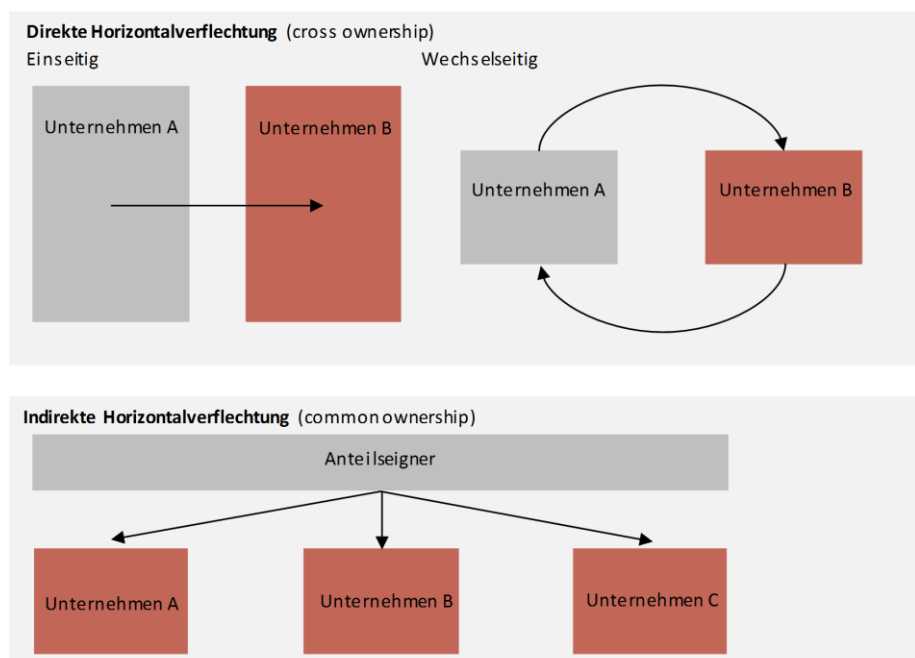 Direkte Horizontalverflechtung (cross ownership)
Einseitig
Wechselseitig
Unternehmen A
Unternehmen B
Unternehmen A
Unternehmen B
Indirekte Horizontalverflechtung (common ownership)
Anteilseigner
Unternehmen A
Unternehmen B
Unternehmen C